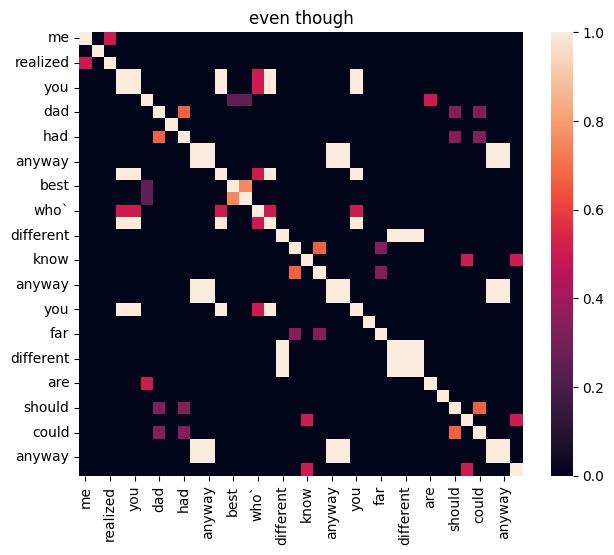 even though
me
realized
you
dad
had
anyway
best
who`
different
know
anyway
you
far
different
are
should
could
anyway
me
realized
you
dad
had
anyway
best
who`
different
know
anyway
you
far
different
are
should
could
anyway
1.0
0.8
0.6
0.4
0.2
0.0